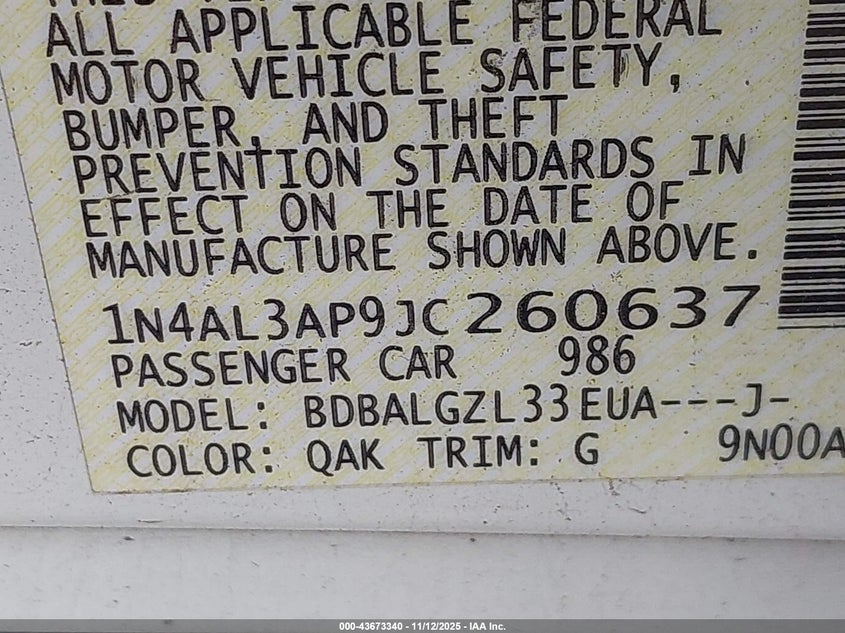 ALL APPLICABLE FEDERAL
MOTOR VEHICLE SAFETY,
BUMPER, AND THEFT
PREVENTION STANDARDS IN
EFFECT ON THE DATE OF
MANUFACTURE SHOWN ABOVE.
1N4AL3AP9JC260637
PASSENGER CAR 986
MODEL: BDBALGZL33EUA---J-
COLOR: QAK TRIM: G 9N00A
000-43673340 - 11/12/2025 - IAA Inc.